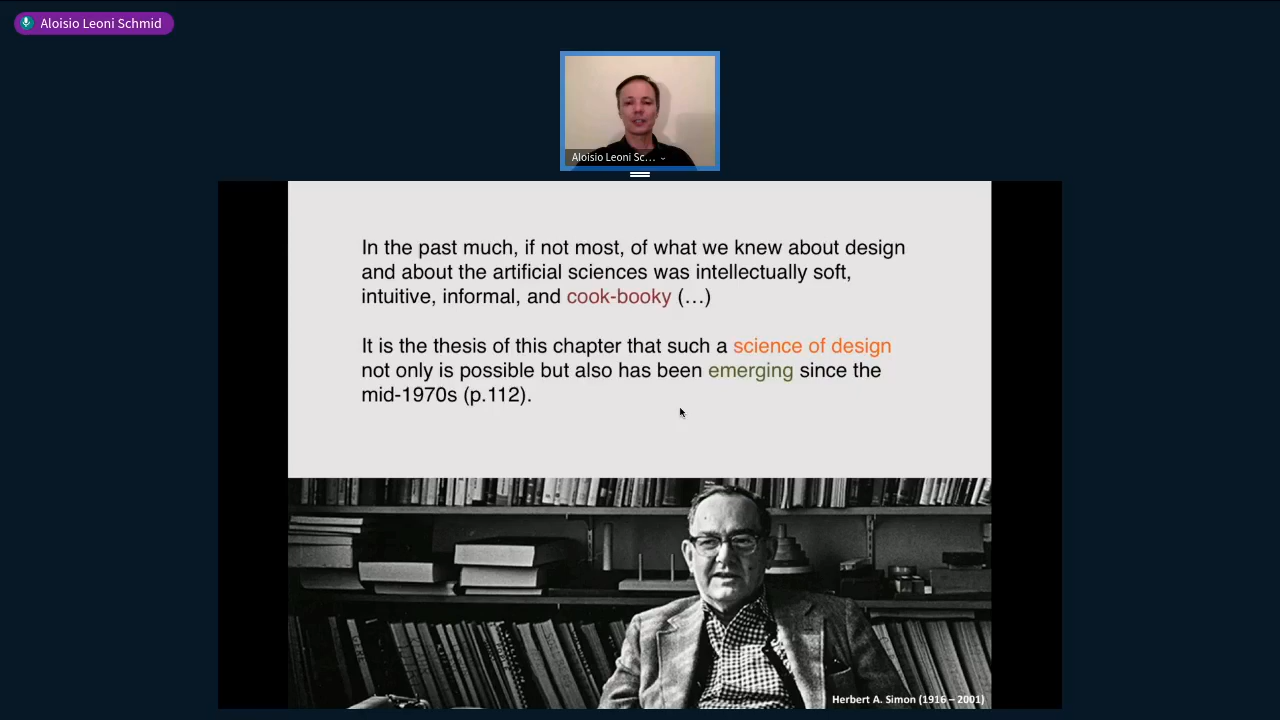 Aloisio Leoni Schmid
Aloisio Leoni Sc...
In the past much, if not most, of what we knew about design
and about the artificial sciences was intellectually soft,
intuitive, informal, and cook-booky (…)
It is the thesis of this chapter that such a science of design
not only is possible but also has been emerging since the
mid-1970s (p.112).
Herbert A. Simon (1916 – 2001)